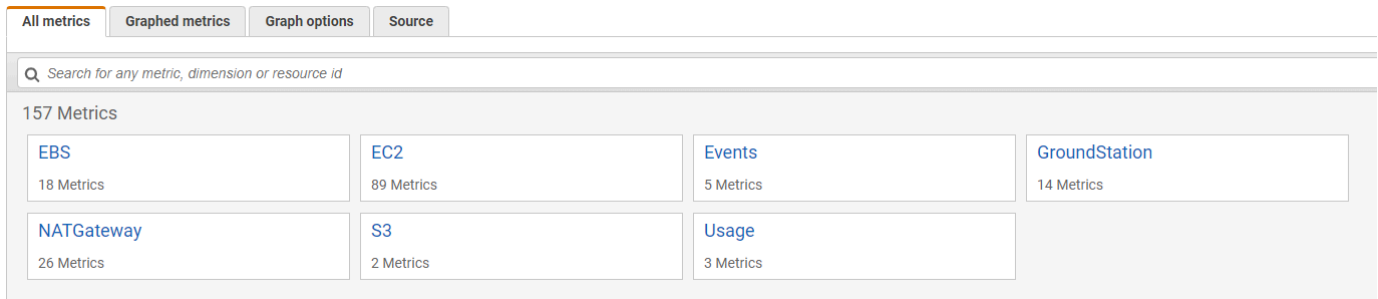 All metrics Graphed metrics Graph options Source
Search for any metric, dimension or resource id
157 Metrics
EBS EC2 Events GroundStation
18 Metrics 89 Metrics 5 Metrics 14 Metrics
NATGateway S3 Usage
26 Metrics 2 Metrics 3 Metrics